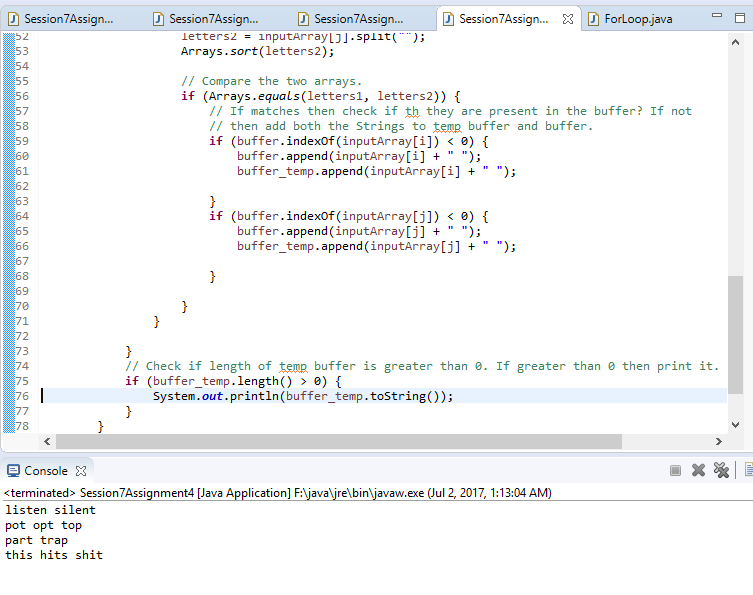 Session7Assign... Session7Assign... Session7Assign... Session7Assign... ForLoop.java
52 letters2 = inputArray[j].split("");
53 Arrays.sort(letters2);
54
55 // Compare the two arrays.
56 if (Arrays.equals(letters1, letters2)) {
57 // If matches then check if th they are present in the buffer? If not
58 // then add both the Strings to temp buffer and buffer.
59 if (buffer.indexOf(inputArray[i]) < 0) {
60 buffer.append(inputArray[i] + " ");
61 buffer_temp.append(inputArray[i] + " ");
62
63 }
64 if (buffer.indexOf(inputArray[j]) < 0) {
65 buffer.append(inputArray[j] + " ");
66 buffer_temp.append(inputArray[j] + " ");
67
68 }
69
70 }
71 }
72
73 }
74 // Check if length of temp buffer is greater than 0. If greater than 0 then print it.
75 if (buffer_temp.length() > 0) {
76 System.out.println(buffer_temp.toString());
77 }
78 }
Console
<terminated> Session7Assignment4 [Java Application] F:\java\jre\bin\javaw.exe (Jul 2, 2017, 1:13:04 AM)
listen silent
pot opt top
part trap
this hits shit